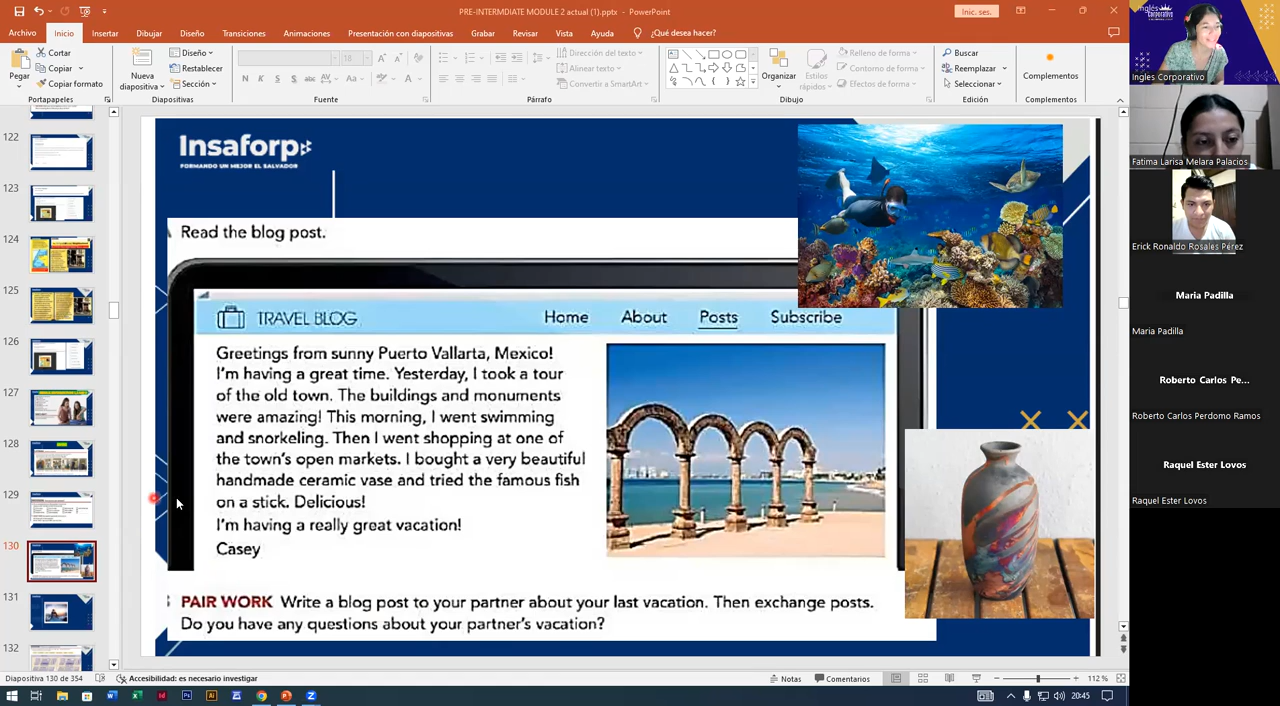 PRE-INTERMDIATE MODULE 2 actual (1).pptx - PowerPoint
Inic. ses.
Archivo Inicio Insertar Dibujar Diseño Transiciones Animaciones Presentación con diapositivas Grabar Revisar Vista Ayuda ¿Qué desea hacer?
Pegar
Cortar
Copiar
Copiar formato
Portapapeles
Nueva diapositiva
Diseño
Restablecer
Sección
Diapositivas
18
N K S S abc AV Aa A
Fuente
Párrafo
Dirección del texto
Alinear texto
Convertir a SmartArt
Organizar
Estilos rápidos
Relleno de forma
Contorno de forma
Efectos de forma
Dibujo
Buscar
Reemplazar
Seleccionar
Edición
Complementos
Complementos
122
123
124
125
126
127
128
129
130
131
132
Insaforp
FORMANDO UN MEJOR EL SALVADOR
Read the blog post.
TRAVEL BLOG
Home About Posts Subscribe
Greetings from sunny Puerto Vallarta, Mexico!
I'm having a great time. Yesterday, I took a tour
of the old town. The buildings and monuments
were amazing! This morning, I went swimming
and snorkeling. Then I went shopping at one of
the town's open markets. I bought a very beautiful
handmade ceramic vase and tried the famous fish
on a stick. Delicious!
I'm having a really great vacation!
Casey
PAIR WORK Write a blog post to your partner about your last vacation. Then exchange posts.
Do you have any questions about your partner's vacation?
Inglés Corporativo
Ingles Corporativo
Fatima Larisa Melara Palacios
Erick Ronaldo Rosales Pérez
Maria Padilla
Maria Padilla
Roberto Carlos Pe...
Roberto Carlos Perdomo Ramos
Raquel Ester Lovos
Raquel Ester Lovos
Diapositiva 130 de 354
Accesibilidad: es necesario investigar
Notas
Comentarios
112 %
20:45